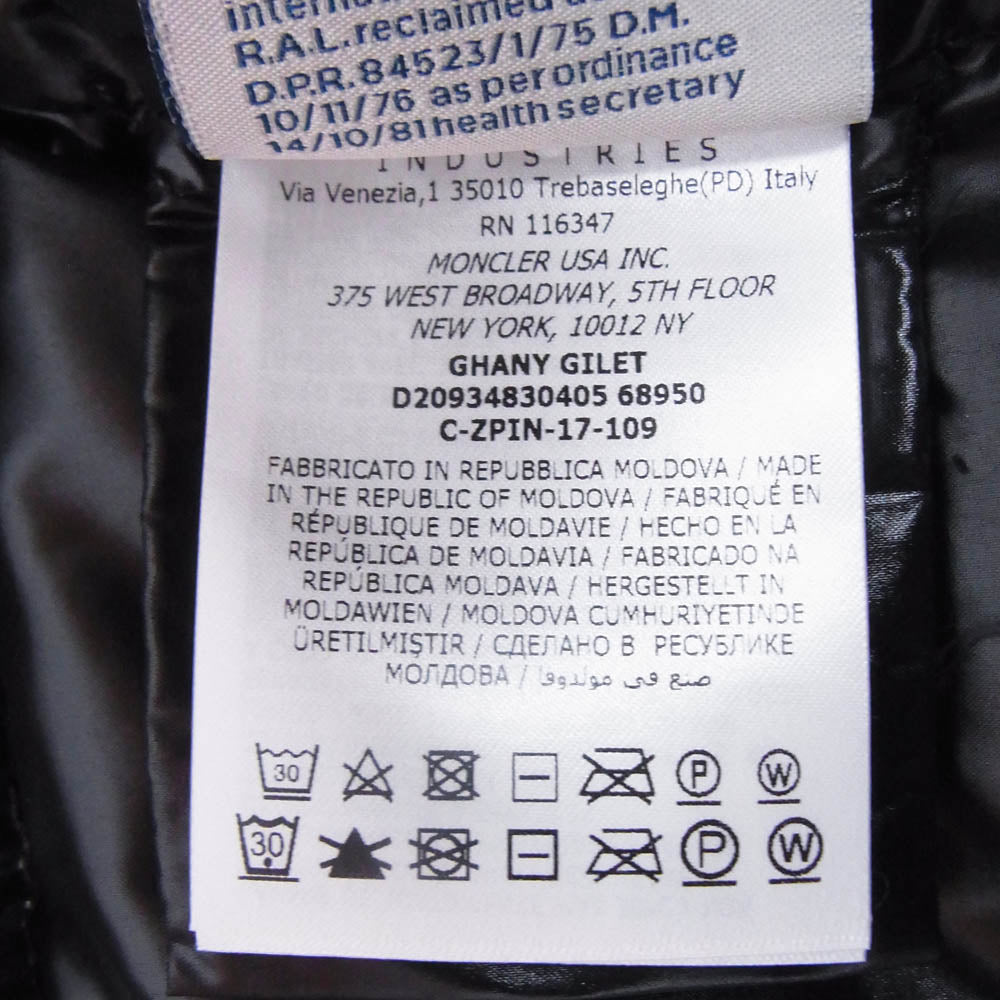 R.A.L. reclaimed
D.P.R. 84523/1/75 D.M.
10/11/76 as per ordinance
14/10/81 health secretary
INDUSTRIES
Via Venezia,1 35010 Trebaseleghe(PD) Italy
RN 116347
MONCLER USA INC.
375 WEST BROADWAY, 5TH FLOOR
NEW YORK, 10012 NY
GHANY GILET
D20934830405 68950
C-ZPIN-17-109
FABBRICATO IN REPUBBLICA MOLDOVA / MADE
IN THE REPUBLIC OF MOLDOVA / FABRIQUÉ EN
RÉPUBLIQUE DE MOLDAVIE / HECHO EN LA
REPÚBLICA DE MOLDAVIA / FABRICADO NA
REPÚBLICA MOLDAVA / HERGESTELLT IN
MOLDAWIEN / MOLDOVA CUMHURIYETINDE
ÜRETILMIŞTIR / СДЕЛАНО В РЕСУБЛИКЕ
МОЛДОВА / صنع في مولدوفا
30 P W
30 P W